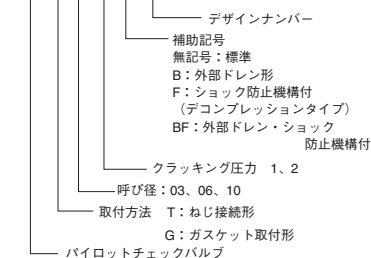 デザインナンバー
補助記号
無記号：標準
B：外部ドレン形
F：ショック防止機構付
（デコンプレッションタイプ）
BF：外部ドレン・ショック
防止機構付
クラッキング圧力　1、2
呼び径：03、06、10
取付方法　T：ねじ接続形
G：ガスケット取付形
パイロットチェックバルブ